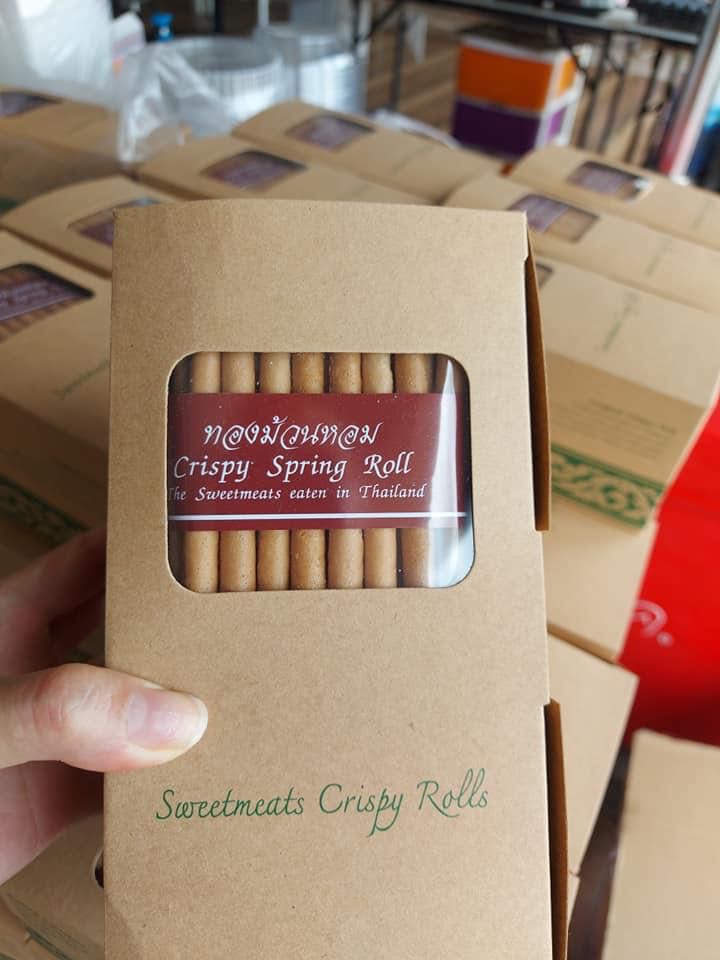 ทองม้วนหอม
Crispy Spring Roll
The Sweetmeats eaten in Thailand
Sweetmeats Crispy Rolls